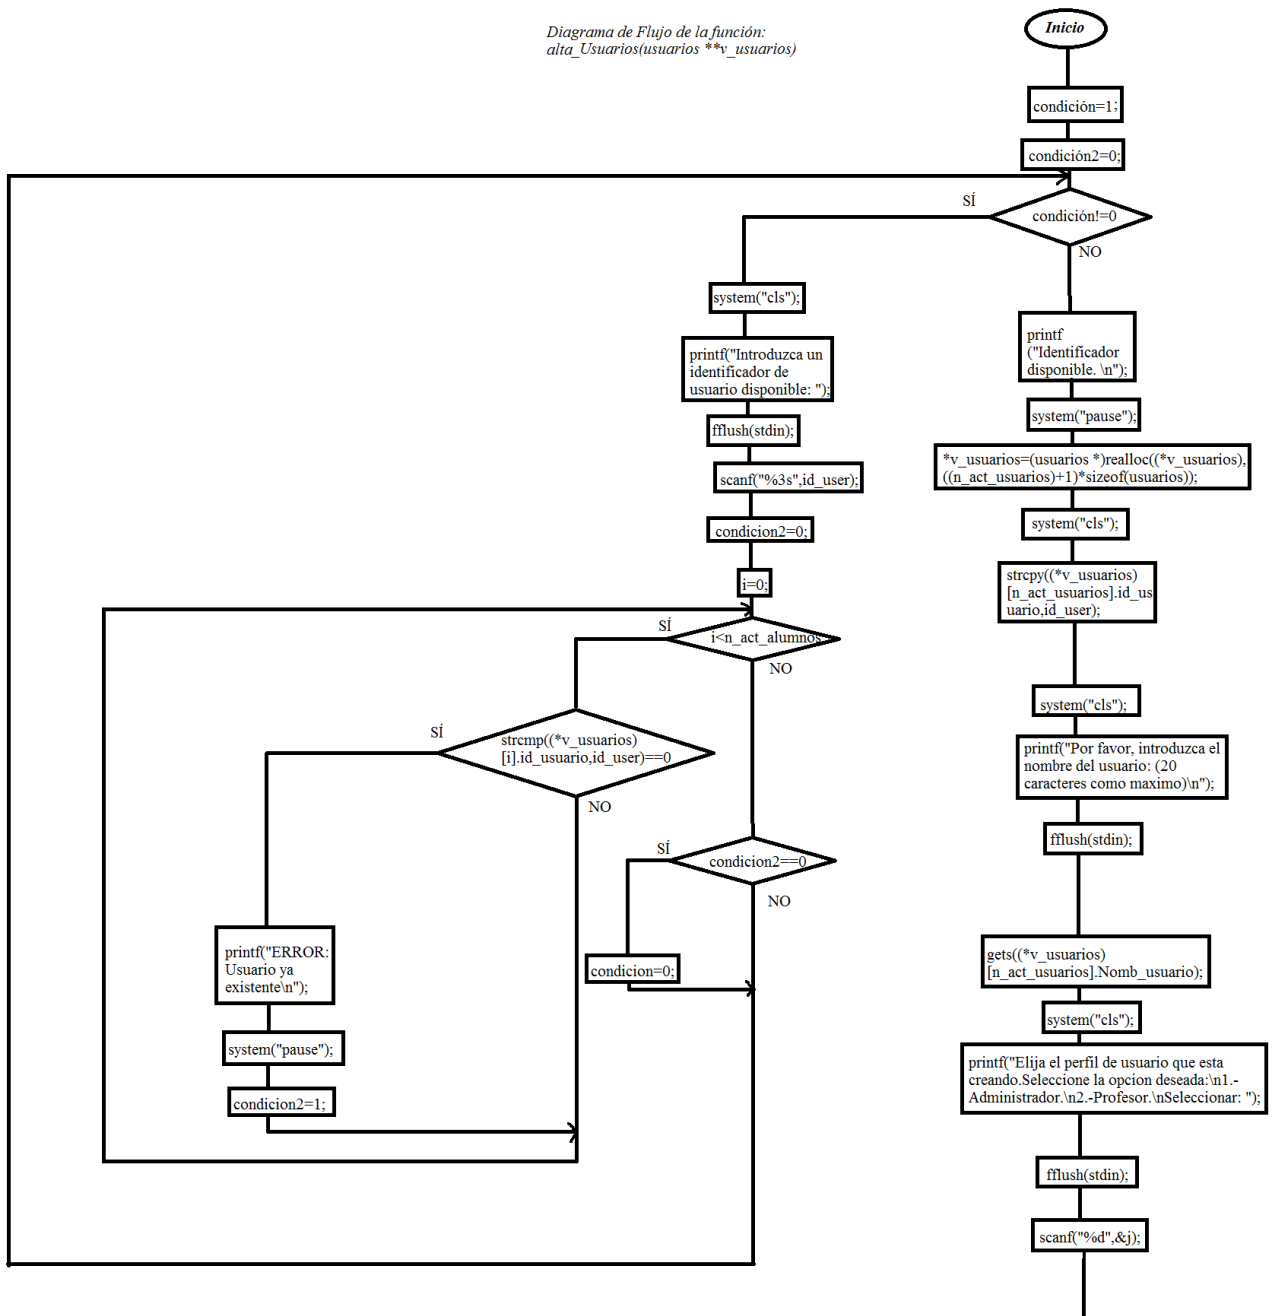 Diagrama de Flujo de la función:
alta_Usuarios(usuarios **v_usuarios)
Inicio
condición=1;
condición2=0;
condición!=0
SÍ
NO
system("cls");
printf("Introduzca un
identificador de
usuario disponible: ");
fflush(stdin);
scanf("%3s",id_user);
condicion2=0;
i=0;
i<n_act_alumnos
SÍ
NO
strcmp((*v_usuarios)
[i].id_usuario,id_user)==0
SÍ
NO
printf("ERROR:
Usuario ya
existente\n");
system("pause");
condicion2=1;
condicion2==0
SÍ
NO
condicion=0;
printf
("Identificador
disponible. \n");
system("pause");
*v_usuarios=(usuarios *)realloc((*v_usuarios),
((n_act_usuarios)+1)*sizeof(usuarios));
system("cls");
strcpy((*v_usuarios)
[n_act_usuarios].id_us
uario,id_user);
system("cls");
printf("Por favor, introduzca el
nombre del usuario: (20
caracteres como maximo)\n");
fflush(stdin);
gets((*v_usuarios)
[n_act_usuarios].Nomb_usuario);
system("cls");
printf("Elija el perfil de usuario que esta
creando.Seleccione la opcion deseada:\n1.-
Administrador.\n2.-Profesor.\nSeleccionar: ");
fflush(stdin);
scanf("%d",&j);